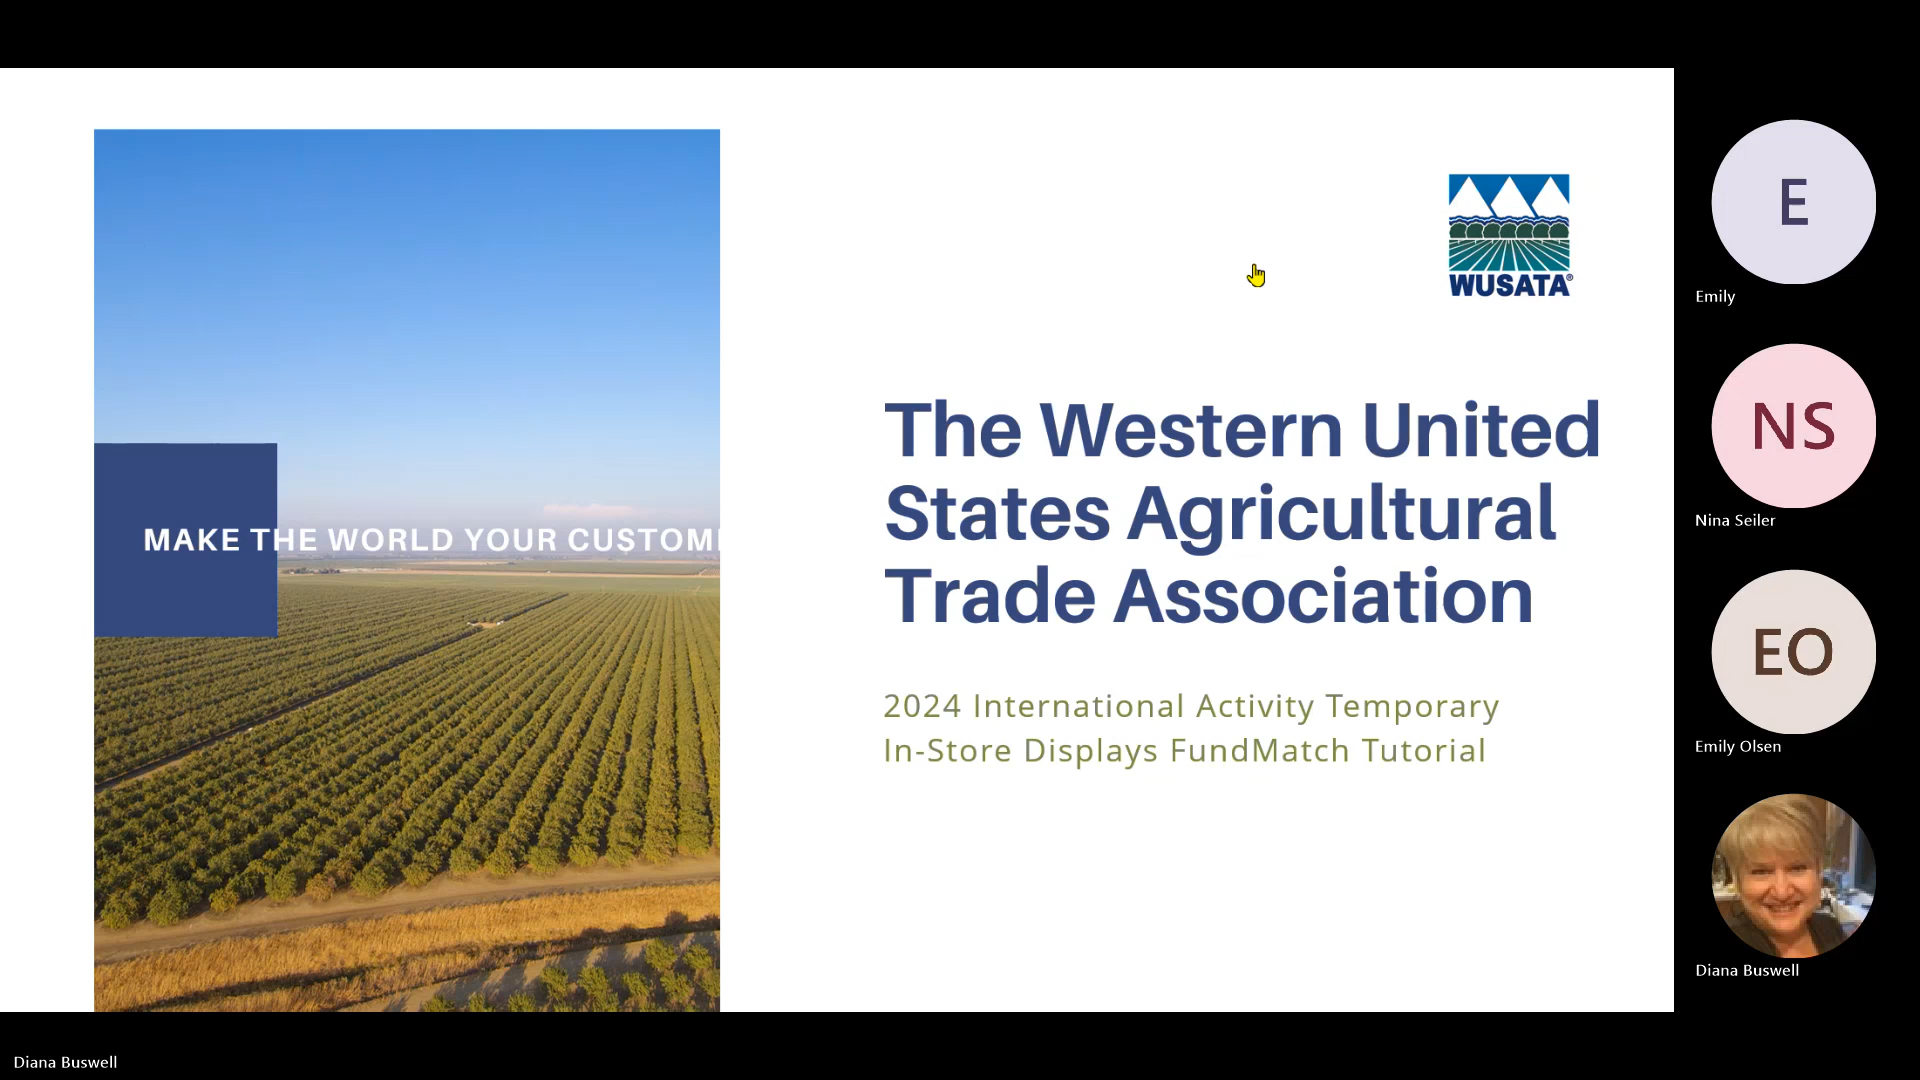 MAKE THE WORLD YOUR CUSTOM
WUSATA®
The Western United
States Agricultural
Trade Association
2024 International Activity Temporary
In-Store Displays FundMatch Tutorial
E
Emily
NS
Nina Seiler
EO
Emily Olsen
Diana Buswell
Diana Buswell